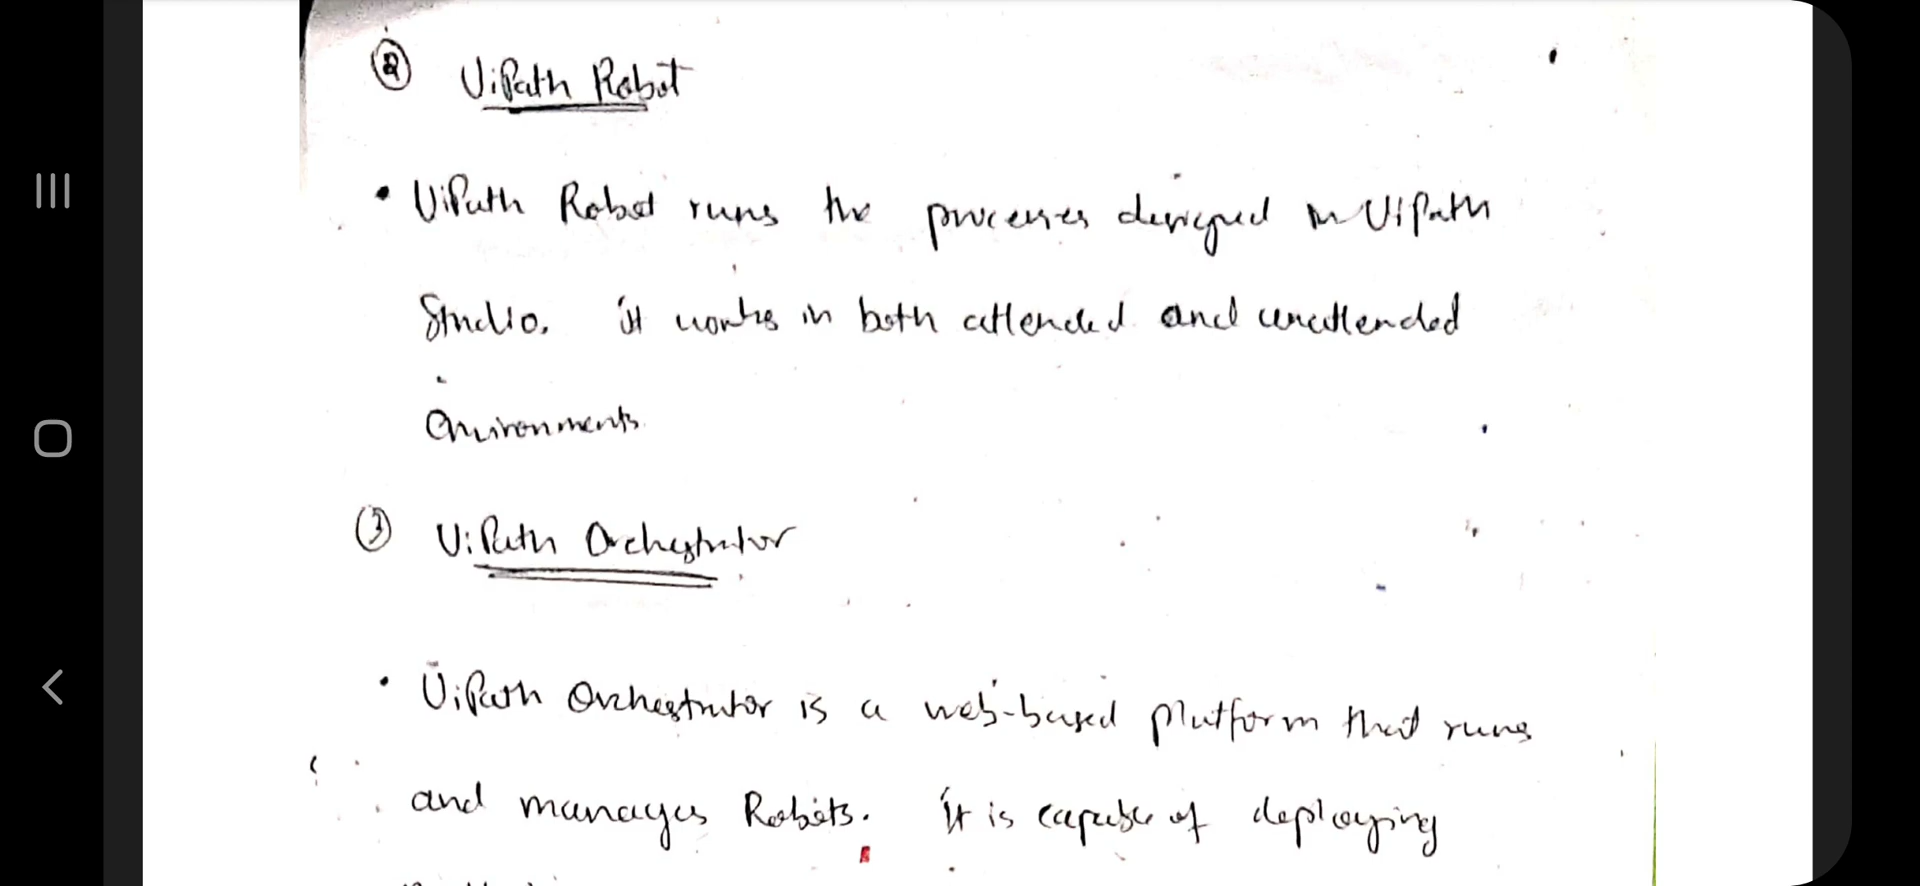 ② UiPath Robot
• UiPath Robot runs the processes designed in UiPath
Studio. it works in both attended and unattended
environments
③ UiPath Orchestrator
• UiPath Orchestrator is a web-based platform that runs
and manages Robots. it is capable of deploying